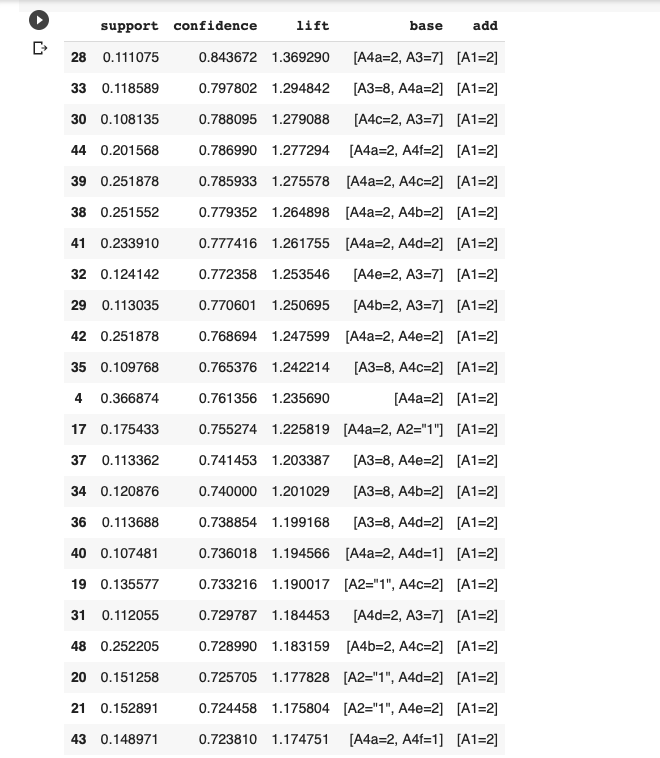 support confidence lift base add
28 0.111075 0.843672 1.369290 [A4a=2, A3=7] [A1=2]
33 0.118589 0.797802 1.294842 [A3=8, A4a=2] [A1=2]
30 0.108135 0.788095 1.279088 [A4c=2, A3=7] [A1=2]
44 0.201568 0.786990 1.277294 [A4a=2, A4f=2] [A1=2]
39 0.251878 0.785933 1.275578 [A4a=2, A4c=2] [A1=2]
38 0.251552 0.779352 1.264898 [A4a=2, A4b=2] [A1=2]
41 0.233910 0.777416 1.261755 [A4a=2, A4d=2] [A1=2]
32 0.124142 0.772358 1.253546 [A4e=2, A3=7] [A1=2]
29 0.113035 0.770601 1.250695 [A4b=2, A3=7] [A1=2]
42 0.251878 0.768694 1.247599 [A4a=2, A4e=2] [A1=2]
35 0.109768 0.765376 1.242214 [A3=8, A4c=2] [A1=2]
4 0.366874 0.761356 1.235690 [A4a=2] [A1=2]
17 0.175433 0.755274 1.225819 [A4a=2, A2="1"] [A1=2]
37 0.113362 0.741453 1.203387 [A3=8, A4e=2] [A1=2]
34 0.120876 0.740000 1.201029 [A3=8, A4b=2] [A1=2]
36 0.113688 0.738854 1.199168 [A3=8, A4d=2] [A1=2]
40 0.107481 0.736018 1.194566 [A4a=2, A4d=1] [A1=2]
19 0.135577 0.733216 1.190017 [A2="1", A4c=2] [A1=2]
31 0.112055 0.729787 1.184453 [A4d=2, A3=7] [A1=2]
48 0.252205 0.728990 1.183159 [A4b=2, A4c=2] [A1=2]
20 0.151258 0.725705 1.177828 [A2="1", A4d=2] [A1=2]
21 0.152891 0.724458 1.175804 [A2="1", A4e=2] [A1=2]
43 0.148971 0.723810 1.174751 [A4a=2, A4f=1] [A1=2]